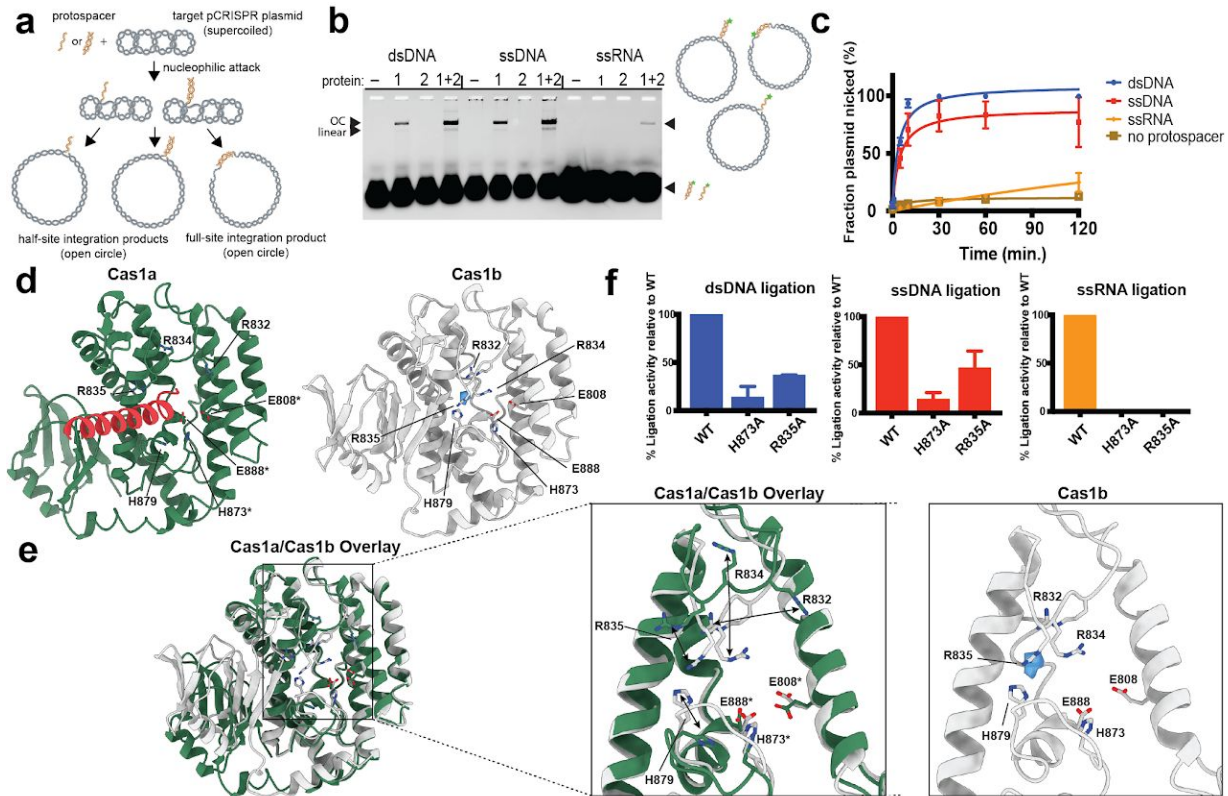 a
protospacer
target pCRISPR plasmid
(supercoiled)
or
+
nucleophilic attack
half-site integration products
(open circle)
full-site integration product
(open circle)
b
dsDNA
ssDNA
ssRNA
protein:
– 1 2 1+2 – 1 2 1+2 – 1 2 1+2
OC
linear
c
Fraction plasmid nicked (%)
100
50
0
0
30
60
90
120
Time (min.)
dsDNA
ssDNA
ssRNA
no protospacer
d
Cas1a
R832
R834
R835
E808*
E888*
H879
H873*
Cas1b
R832
R834
R835
E808
E888
H879
H873
f
dsDNA ligation
% Ligation activity relative to WT
100
50
0
WT
H873A
R835A
ssDNA ligation
% Ligation activity relative to WT
100
50
0
WT
H873A
R835A
ssRNA ligation
% Ligation activity relative to WT
100
50
0
WT
H873A
R835A
e
Cas1a/Cas1b Overlay
Cas1a/Cas1b Overlay
R834
R832
R835
E808*
E888*
H873*
H879
Cas1b
R832
R834
R835
E808
E888
H873
H879